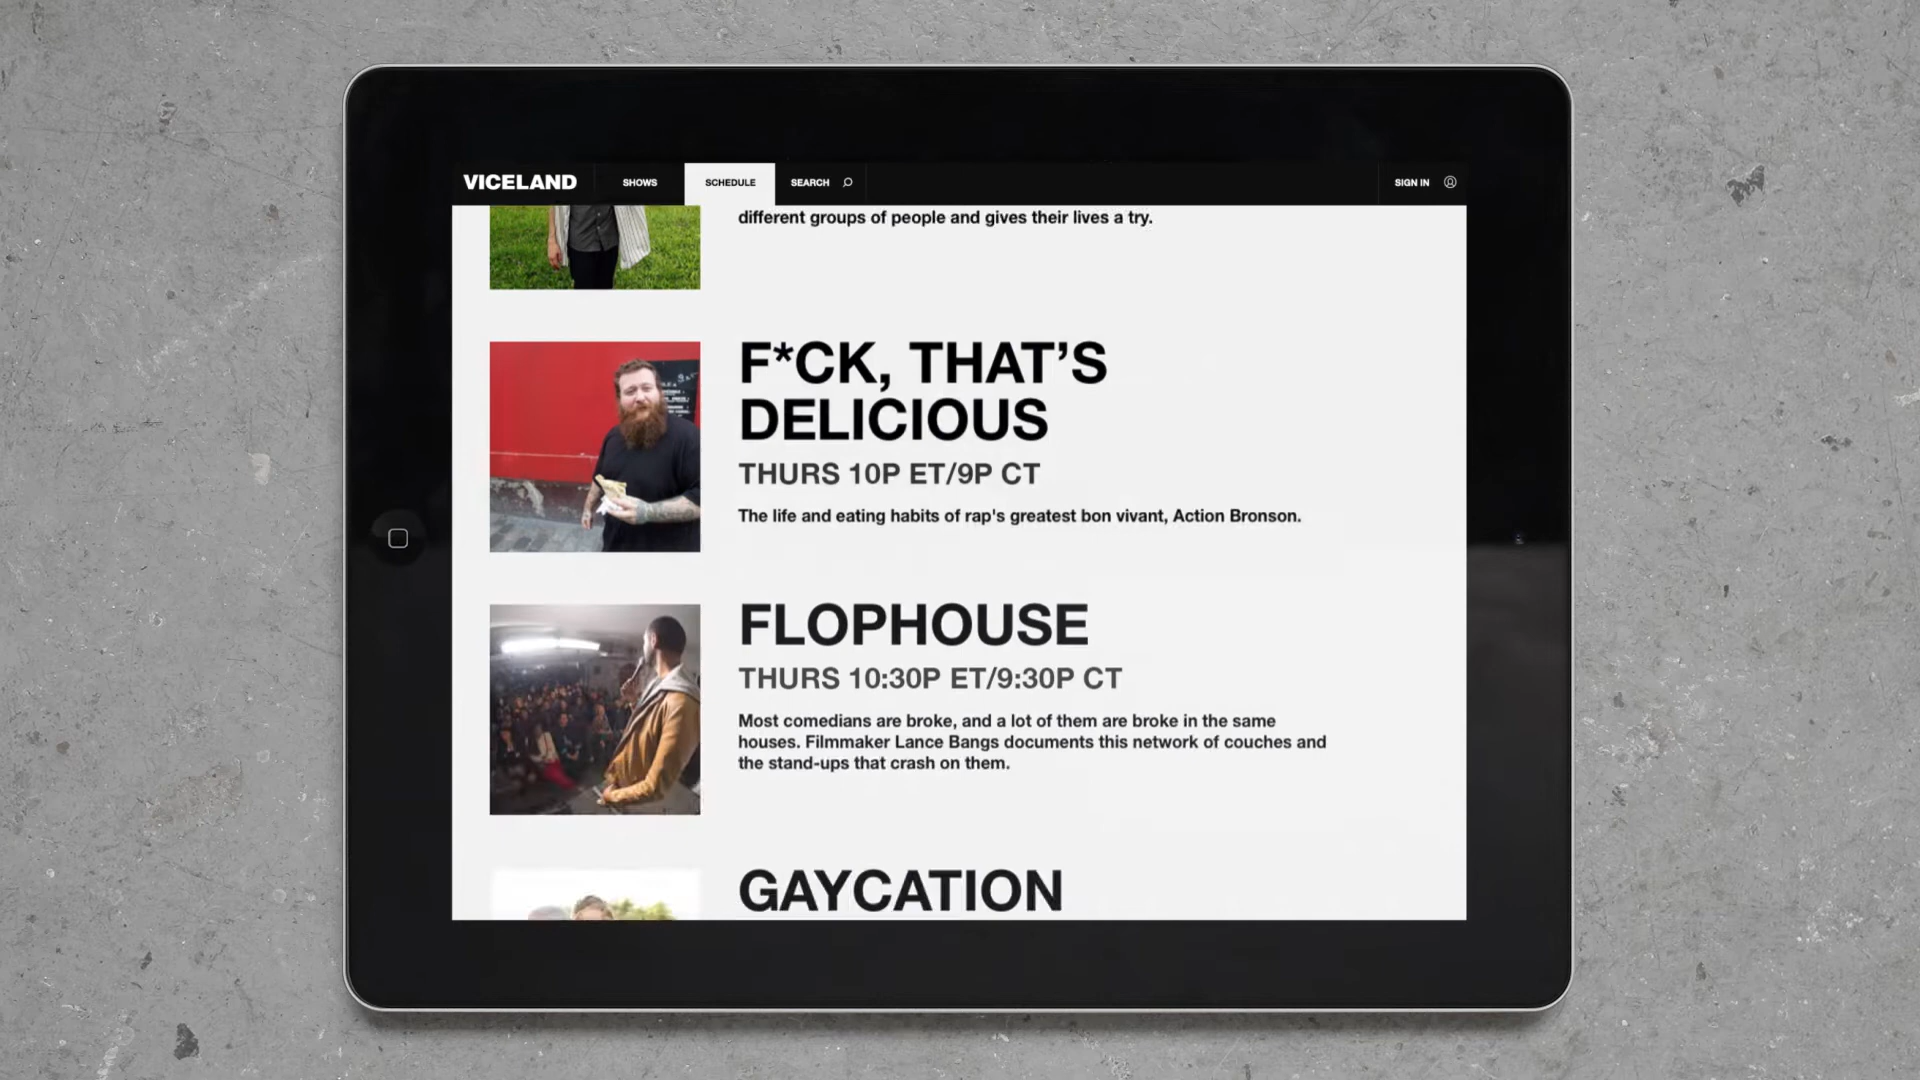 VICELAND
SHOWS
SCHEDULE
SEARCH
SIGN IN
different groups of people and gives their lives a try.
F*CK, THAT’S
DELICIOUS
THURS 10P ET/9P CT
The life and eating habits of rap's greatest bon vivant, Action Bronson.
FLOPHOUSE
THURS 10:30P ET/9:30P CT
Most comedians are broke, and a lot of them are broke in the same
houses. Filmmaker Lance Bangs documents this network of couches and
the stand-ups that crash on them.
GAYCATION